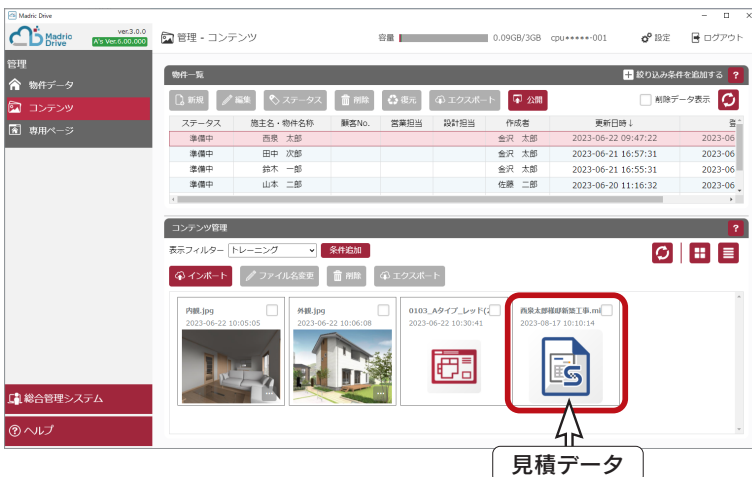 Madric Drive
Madric Drive
ver.3.0.0
A's Ver.6.00.000
管理 - コンテンツ
容量
0.09GB/3GB
cpu*****-001
設定
ログアウト
管理
物件データ
コンテンツ
専用ページ
総合管理システム
ヘルプ
物件一覧
絞り込み条件を追加する ?
新規 編集 ステータス 削除 復元 エクスポート 公開
削除データ表示
ステータス 施主名・物件名称 顧客No. 営業担当 設計担当 作成者 更新日時↓
準備中 西泉 太郎 金沢 太郎 2023-06-22 09:47:22 2023-06
準備中 田中 次郎 金沢 太郎 2023-06-21 16:57:31 2023-06
準備中 鈴木 一郎 金沢 太郎 2023-06-21 16:55:31 2023-06
準備中 山本 二郎 佐藤 二郎 2023-06-20 11:16:32 2023-06
コンテンツ管理 ?
表示フィルター トレーニング 条件追加
インポート ファイル名変更 削除 エクスポート
内観.jpg
2023-06-22 10:05:05
外観.jpg
2023-06-22 10:06:08
0103_Aタイプ_レッド(2
2023-06-22 10:30:41
西泉太郎様邸新築工事.mi
2023-08-17 10:10:14
S
見積データ